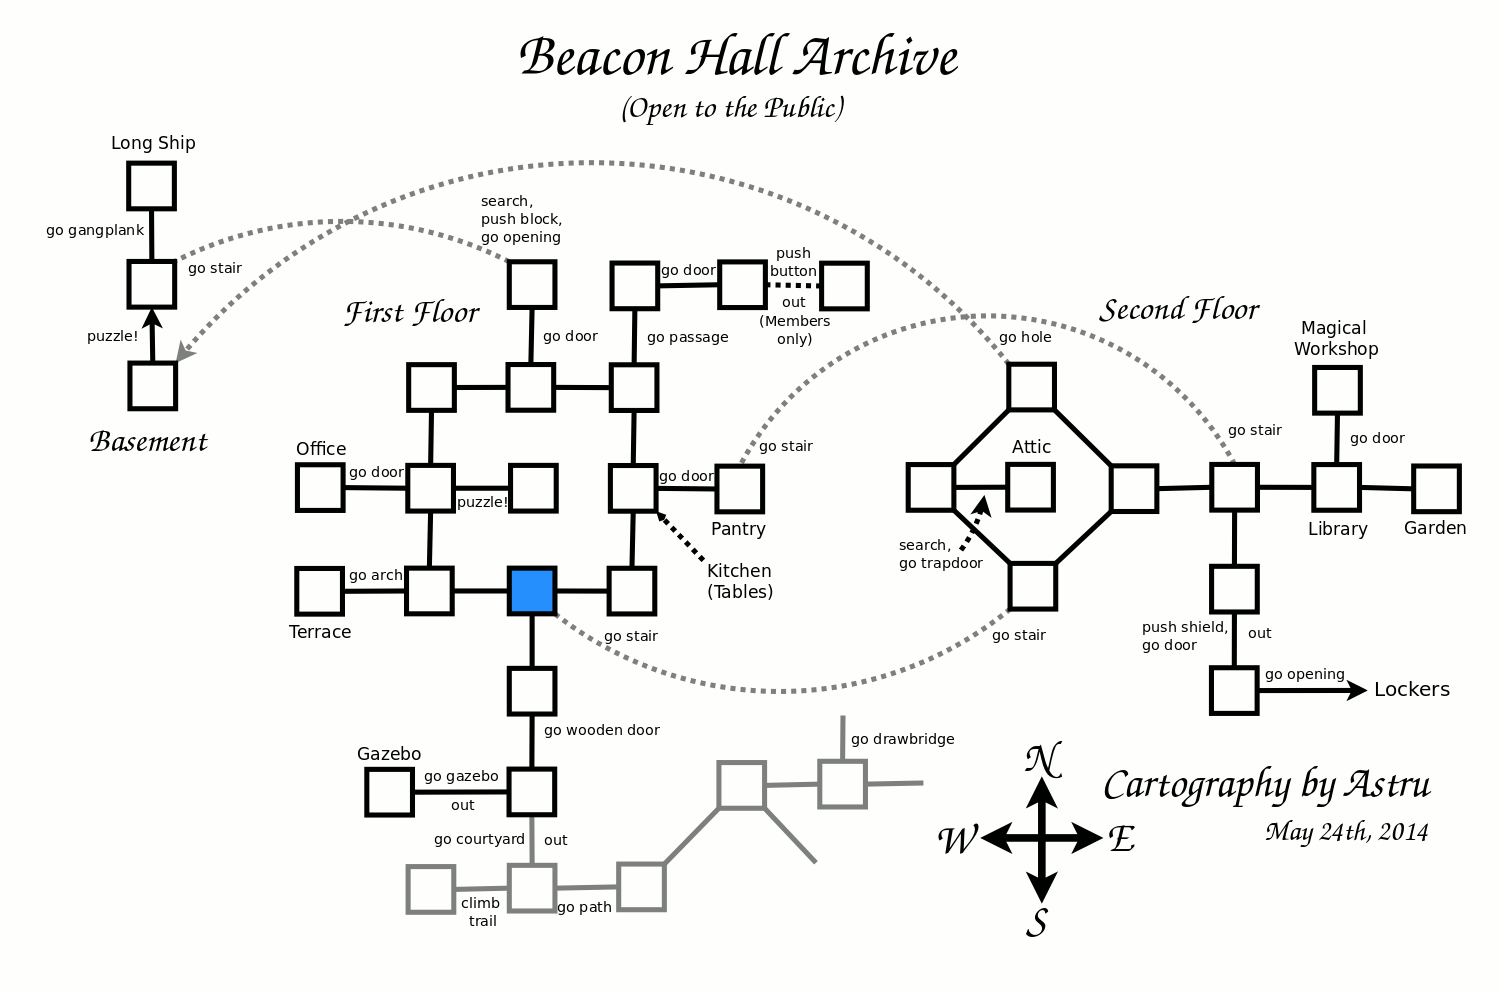 Beacon Hall Archive
(Open to the Public)
Long Ship
go gangplank
go stair
puzzle!
Basement
search,
push block,
go opening
First Floor
go door
go door
push
button
out
(Members
only)
go passage
Office
go door
puzzle!
go door
go stair
Pantry
Kitchen
(Tables)
go arch
Terrace
go stair
go wooden door
Gazebo
go gazebo
out
go courtyard
out
climb
trail
go path
go drawbridge
Second Floor
go hole
Attic
search,
go trapdoor
go stair
go stair
Magical
Workshop
go door
Library
Garden
push shield,
go door
out
go opening
Lockers
N
W
E
S
Cartography by Astru
May 24th, 2014